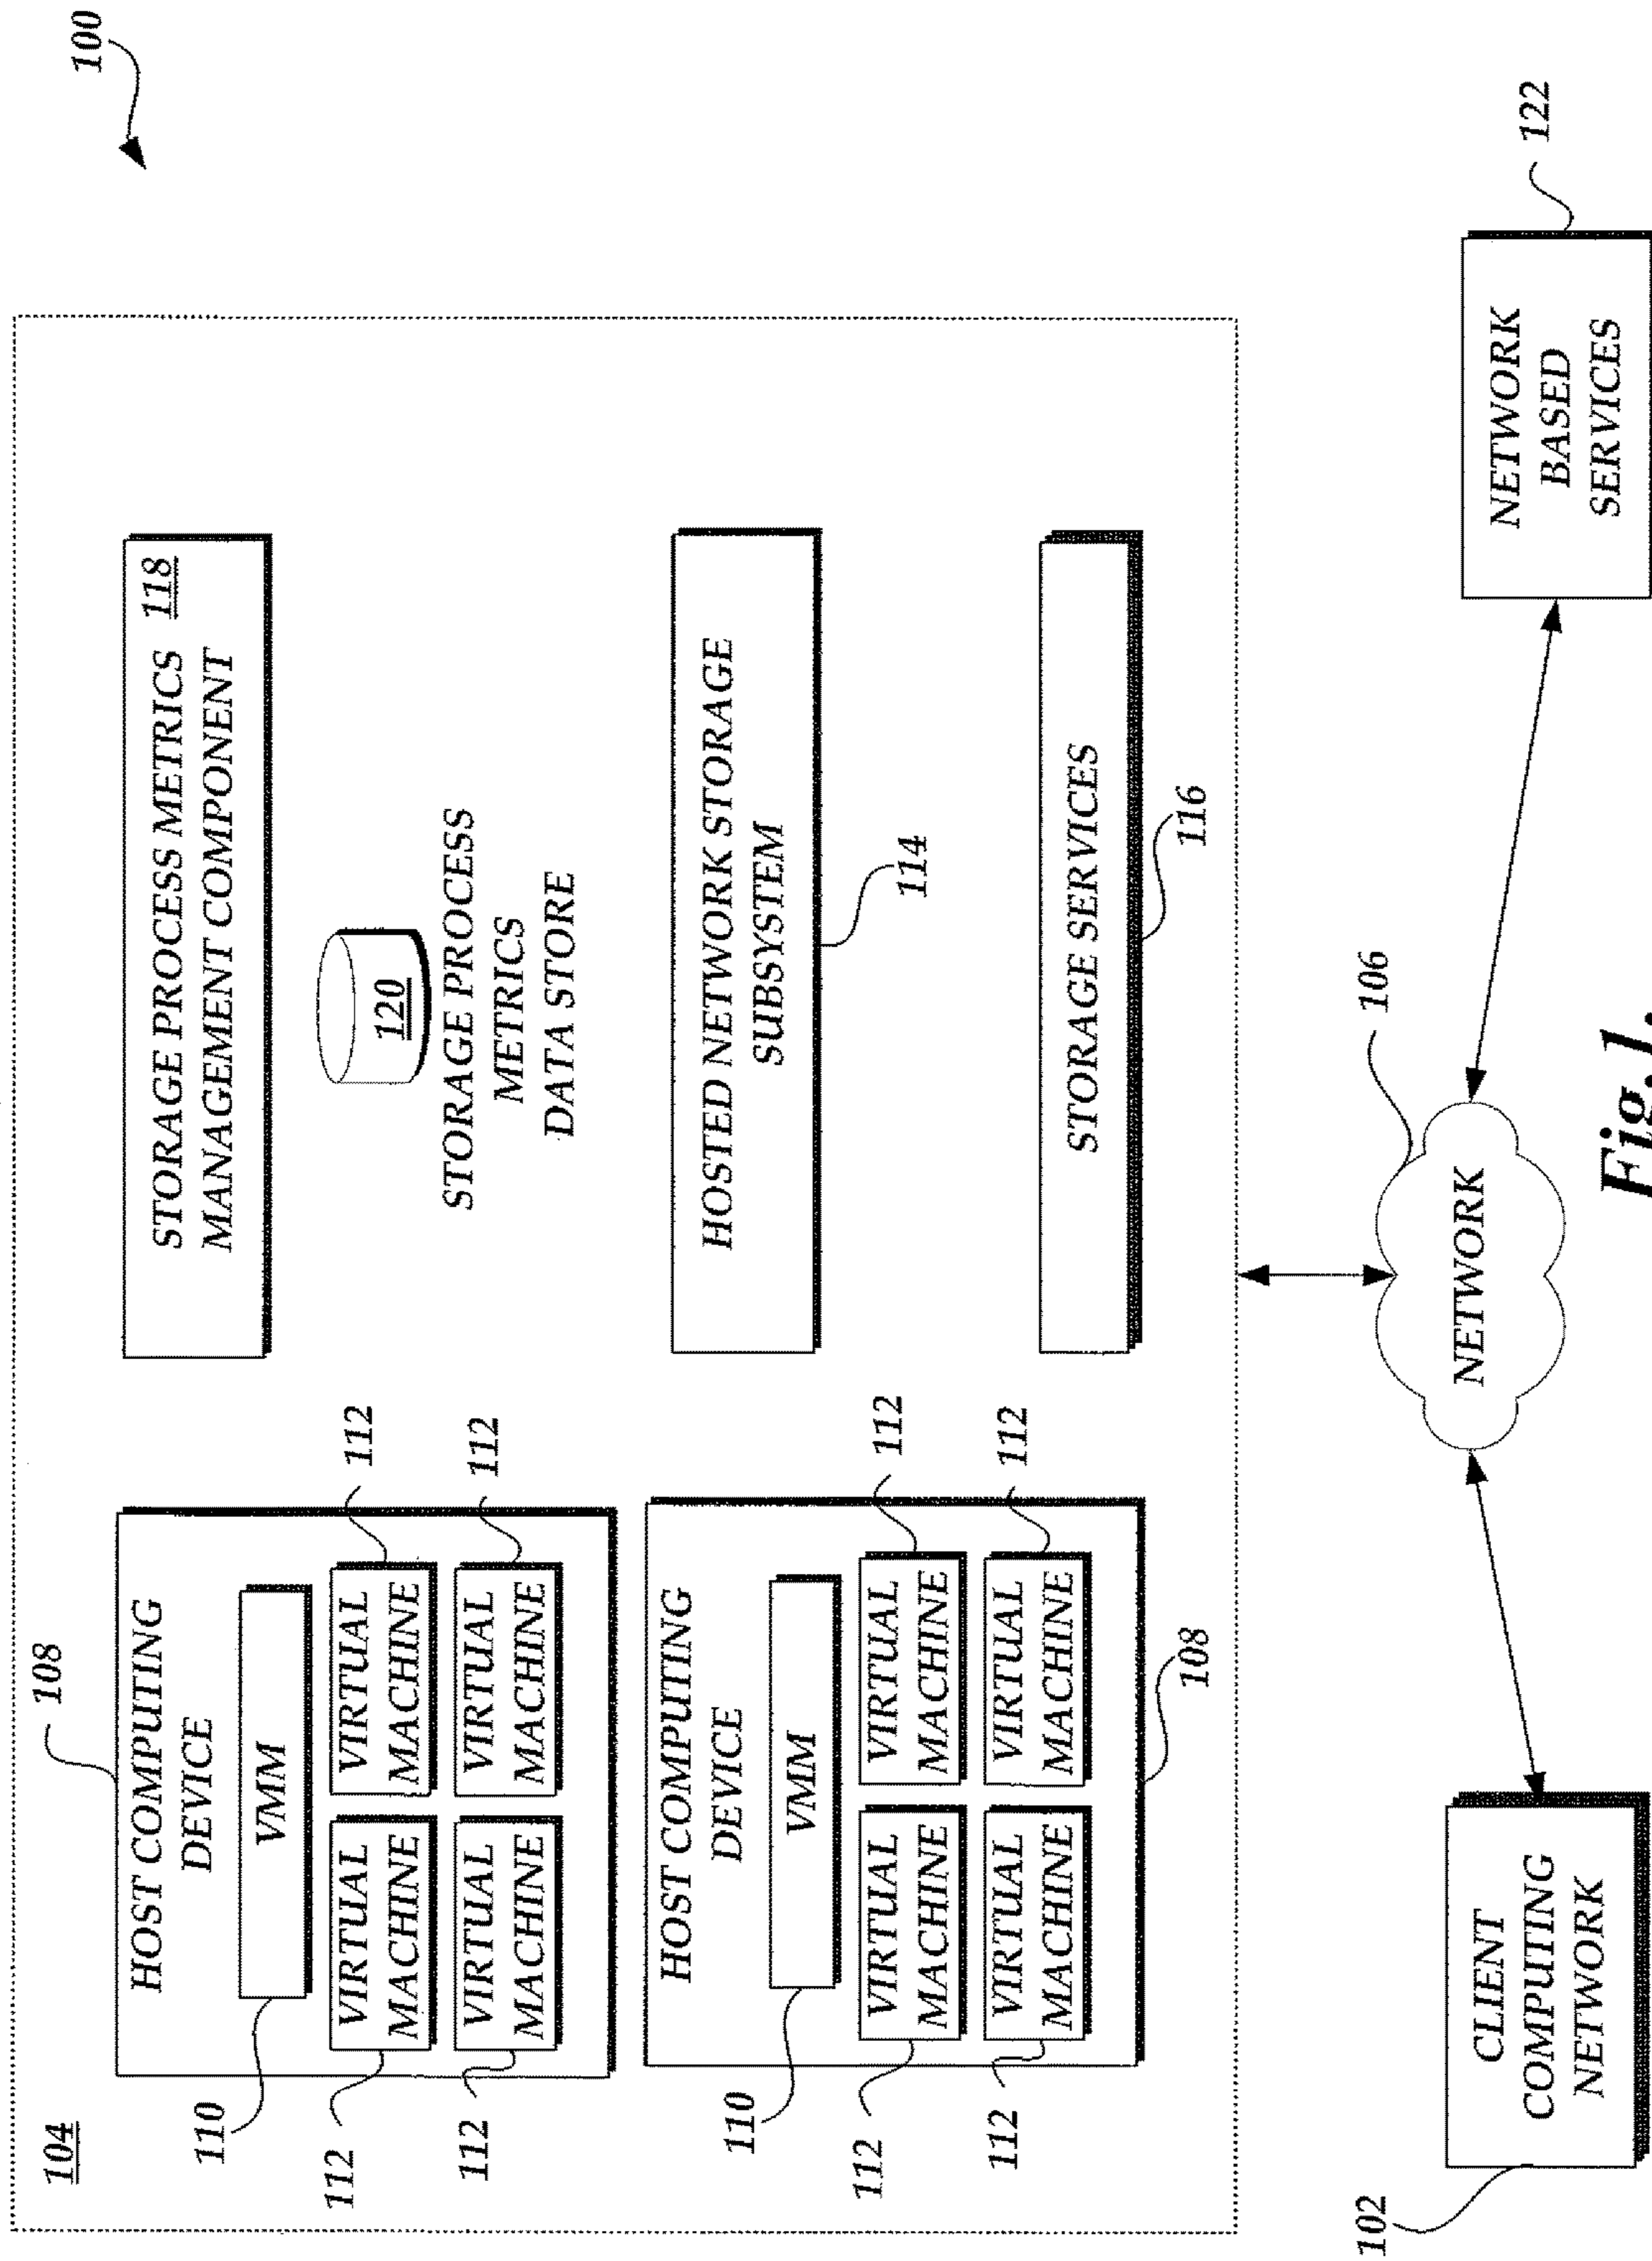 100
104
108
HOST COMPUTING
DEVICE
110
VMM
VIRTUAL
MACHINE
VIRTUAL
MACHINE
112
112
VIRTUAL
MACHINE
VIRTUAL
MACHINE
112
112
HOST COMPUTING
DEVICE
110
VMM
VIRTUAL
MACHINE
VIRTUAL
MACHINE
112
112
VIRTUAL
MACHINE
VIRTUAL
MACHINE
112
112
108
STORAGE PROCESS METRICS 118
MANAGEMENT COMPONENT
120
STORAGE PROCESS
METRICS
DATA STORE
HOSTED NETWORK STORAGE
SUBSYSTEM
114
STORAGE SERVICES
116
106
NETWORK
CLIENT
COMPUTING
NETWORK
102
NETWORK
BASED
SERVICES
122
Fig.1.